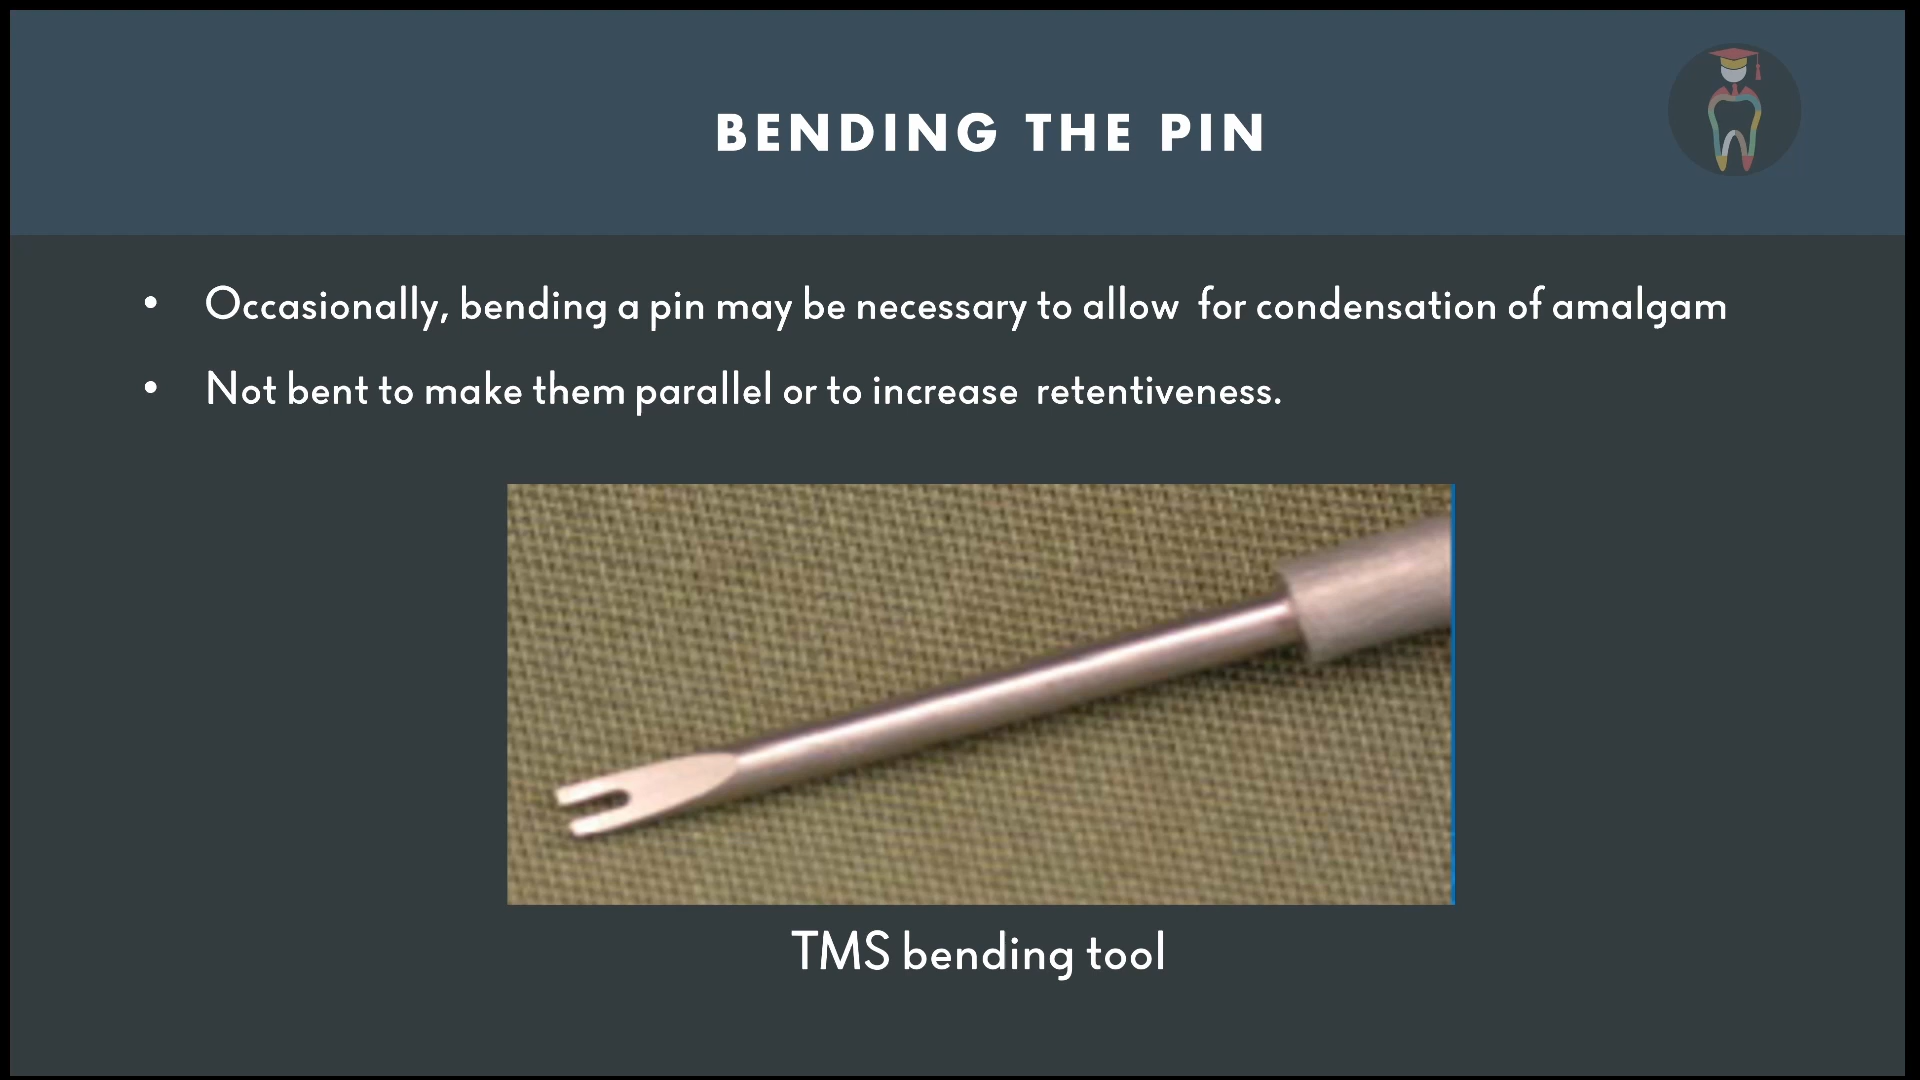 BENDING THE PIN
• Occasionally, bending a pin may be necessary to allow for condensation of amalgam
• Not bent to make them parallel or to increase retentiveness.
TMS bending tool